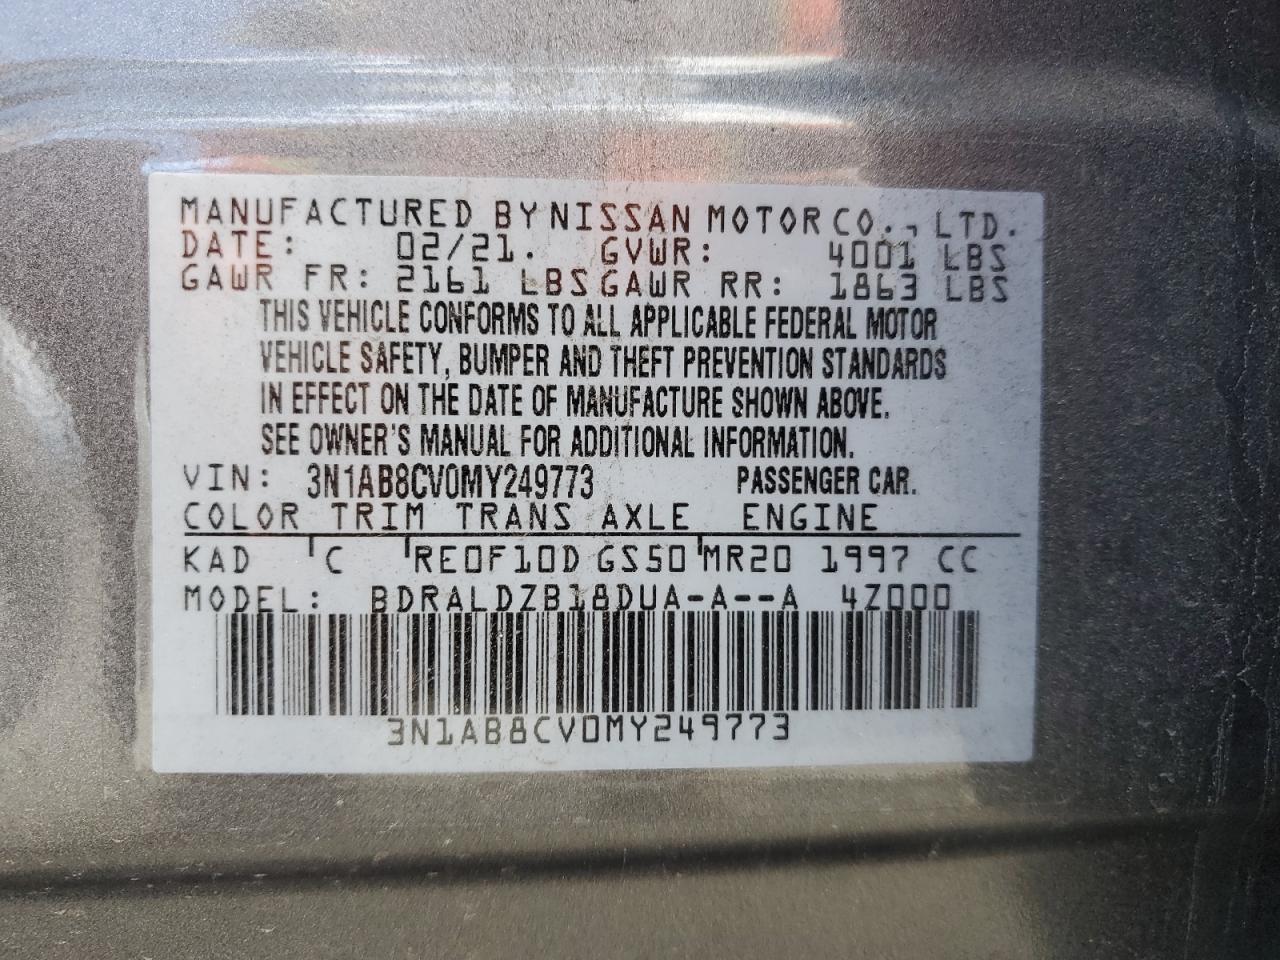 MANUFACTURED BY NISSAN MOTOR CO., LTD.
DATE: 02/21. GVWR: 4001 LBS
GAWR FR: 2161 LBS GAWR RR: 1863 LBS
THIS VEHICLE CONFORMS TO ALL APPLICABLE FEDERAL MOTOR
VEHICLE SAFETY, BUMPER AND THEFT PREVENTION STANDARDS
IN EFFECT ON THE DATE OF MANUFACTURE SHOWN ABOVE.
SEE OWNER'S MANUAL FOR ADDITIONAL INFORMATION.
VIN: 3N1AB8CV0MY249773 PASSENGER CAR.
COLOR TRIM TRANS AXLE ENGINE
KAD C RE0F10D GS50 MR20 1997 CC
MODEL: BDRALDZB18DUA-A--A 4Z000
3N1AB8CV0MY249773